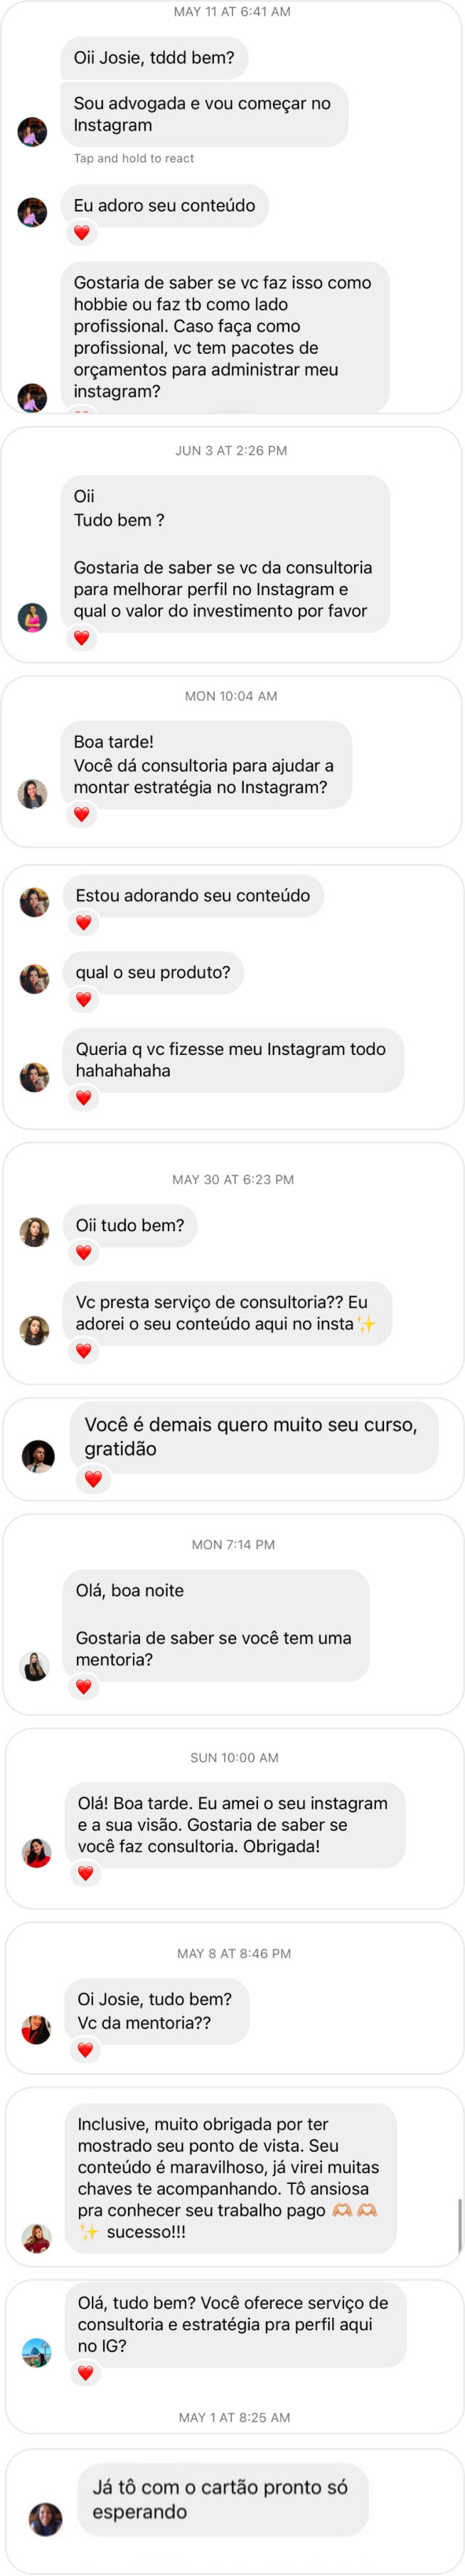 MAY 11 AT 6:41 AM
Oii Josie, tddd bem?
Sou advogada e vou começar no
Instagram
Tap and hold to react
Eu adoro seu conteúdo
Gostaria de saber se vc faz isso como
hobbie ou faz tb como lado
profissional. Caso faça como
profissional, vc tem pacotes de
orçamentos para administrar meu
instagram?
JUN 3 AT 2:26 PM
Oii
Tudo bem ?
Gostaria de saber se vc da consultoria
para melhorar perfil no Instagram e
qual o valor do investimento por favor
MON 10:04 AM
Boa tarde!
Você dá consultoria para ajudar a
montar estratégia no Instagram?
Estou adorando seu conteúdo
qual o seu produto?
Queria q vc fizesse meu Instagram todo
hahahahaha
MAY 30 AT 6:23 PM
Oii tudo bem?
Vc presta serviço de consultoria?? Eu
adorei o seu conteúdo aqui no insta✨
Você é demais quero muito seu curso,
gratidão
MON 7:14 PM
Olá, boa noite
Gostaria de saber se você tem uma
mentoria?
SUN 10:00 AM
Olá! Boa tarde. Eu amei o seu instagram
e a sua visão. Gostaria de saber se
você faz consultoria. Obrigada!
MAY 8 AT 8:46 PM
Oi Josie, tudo bem?
Vc da mentoria??
Inclusive, muito obrigada por ter
mostrado seu ponto de vista. Seu
conteúdo é maravilhoso, já virei muitas
chaves te acompanhando. Tô ansiosa
pra conhecer seu trabalho pago 🫶🏼 🫶🏼
✨ sucesso!!!
Olá, tudo bem? Você oferece serviço de
consultoria e estratégia pra perfil aqui
no IG?
MAY 1 AT 8:25 AM
Já tô com o cartão pronto só
esperando